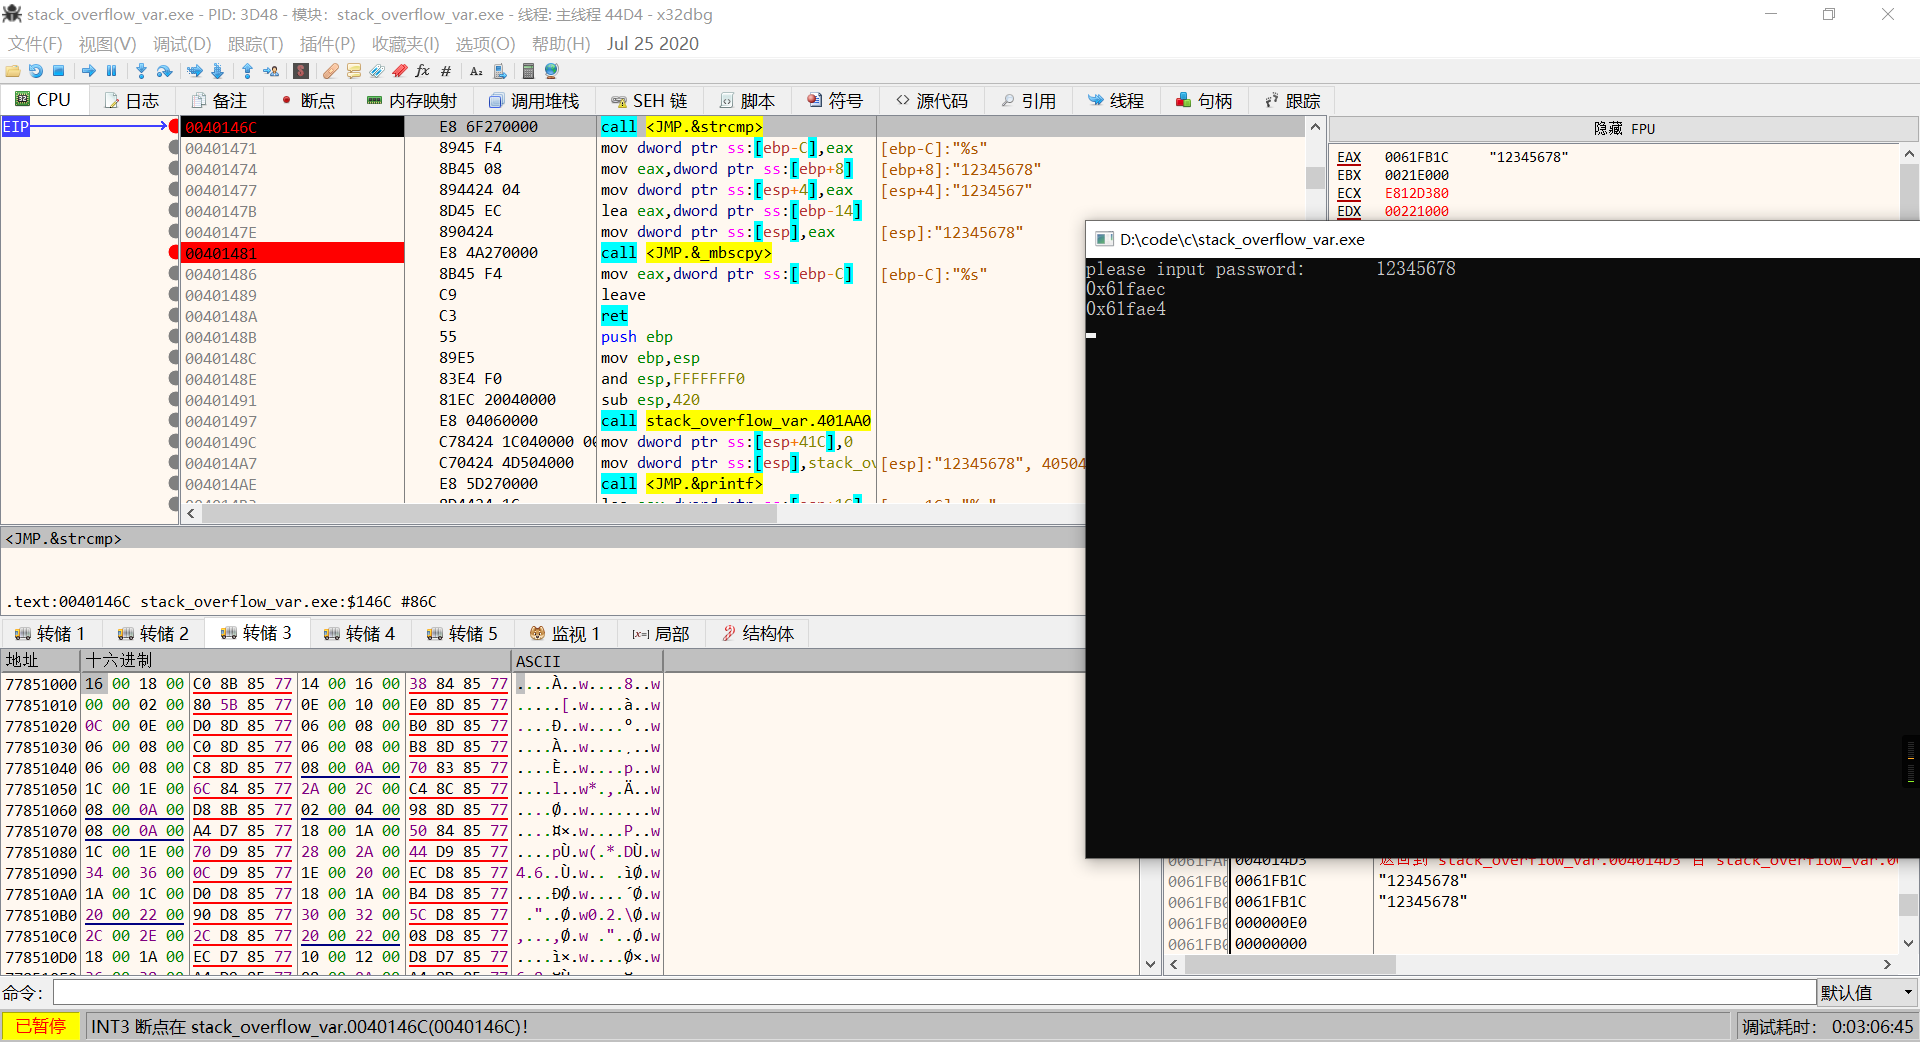 stack_overflow_var.exe - PID: 3D48 - 模块: stack_overflow_var.exe - 线程: 主线程 44D4 - x32dbg
文件(F) 视图(V) 调试(D) 跟踪(T) 插件(P) 收藏夹(I) 选项(O) 帮助(H) Jul 25 2020
CPU 日志 备注 断点 内存映射 调用堆栈 SEH 链 脚本 符号 源代码 引用 线程 句柄 跟踪
EIP
0040146C E8 6F270000 call <JMP.&strcmp>
00401471 8945 F4 mov dword ptr ss:[ebp-C],eax [ebp-C]:"%s"
00401474 8B45 08 mov eax,dword ptr ss:[ebp+8] [ebp+8]:"12345678"
00401477 894424 04 mov dword ptr ss:[esp+4],eax [esp+4]:"1234567"
0040147B 8D45 EC lea eax,dword ptr ss:[ebp-14]
0040147E 890424 mov dword ptr ss:[esp],eax [esp]:"12345678"
00401481 E8 4A270000 call <JMP.&_mbscpy>
00401486 8B45 F4 mov eax,dword ptr ss:[ebp-C] [ebp-C]:"%s"
00401489 C9 leave
0040148A C3 ret
0040148B 55 push ebp
0040148C 89E5 mov ebp,esp
0040148E 83E4 F0 and esp,FFFFFFF0
00401491 81EC 20040000 sub esp,420
00401497 E8 04060000 call stack_overflow_var.401AA0
0040149C C78424 1C040000 00 mov dword ptr ss:[esp+41C],0
004014A7 C70424 4D504000 mov dword ptr ss:[esp],stack_ov [esp]:"12345678", 40504
004014AE E8 5D270000 call <JMP.&printf>
隐藏 FPU
EAX 0061FB1C "12345678"
EBX 0021E000
ECX E812D380
EDX 00221000
D:\code\c\stack_overflow_var.exe
please input password: 12345678
0x61faec
0x61fae4
<JMP.&strcmp>
.text:0040146C stack_overflow_var.exe:$146C #86C
转储 1 转储 2 转储 3 转储 4 转储 5 监视 1 [x=] 局部 结构体
地址 十六进制 ASCII
77851000 16 00 18 00 C0 8B 85 77 14 00 16 00 38 84 85 77 ....À..w....8..w
77851010 00 00 02 00 80 5B 85 77 0E 00 10 00 E0 8D 85 77 .....[.w....à..w
77851020 0C 00 0E 00 D0 8D 85 77 06 00 08 00 B0 8D 85 77 ....Ð..w....°..w
77851030 06 00 08 00 C0 8D 85 77 06 00 08 00 B8 8D 85 77 ....À..w....¸..w
77851040 06 00 08 00 C8 8D 85 77 08 00 0A 00 70 83 85 77 ....È..w....p..w
77851050 1C 00 1E 00 6C 84 85 77 2A 00 2C 00 C4 8C 85 77 ....l..w*.,.Ä..w
77851060 08 00 0A 00 D8 8B 85 77 02 00 04 00 98 8D 85 77 ....Ø..w.......w
77851070 08 00 0A 00 A4 D7 85 77 18 00 1A 00 50 84 85 77 ....¤×.w....P..w
77851080 1C 00 1E 00 70 D9 85 77 28 00 2A 00 44 D9 85 77 ....pÙ.w(.*.DÙ.w
77851090 34 00 36 00 0C D9 85 77 1E 00 20 00 EC D8 85 77 4.6..Ù.w.. .ìØ.w
778510A0 1A 00 1C 00 D0 D8 85 77 18 00 1A 00 B4 D8 85 77 ....ÐØ.w....´Ø.w
778510B0 20 00 22 00 90 D8 85 77 30 00 32 00 5C D8 85 77  ."..Ø.w0.2.\Ø.w
778510C0 2C 00 2E 00 2C D8 85 77 20 00 22 00 08 D8 85 77 ,...,Ø.w ."..Ø.w
778510D0 18 00 1A 00 EC D7 85 77 10 00 12 00 D8 D7 85 77 ....ì×.w....Ø×.w
004014D3 返回到 stack_overflow_var.004014D3 自 stack_overflow_var.0
0061FB0 0061FB1C "12345678"
0061FB0 0061FB1C "12345678"
0061FB0 000000E0
0061FB0 00000000
命令: 默认值
已暂停 INT3 断点在 stack_overflow_var.0040146C(0040146C)! 调试耗时: 0:03:06:45